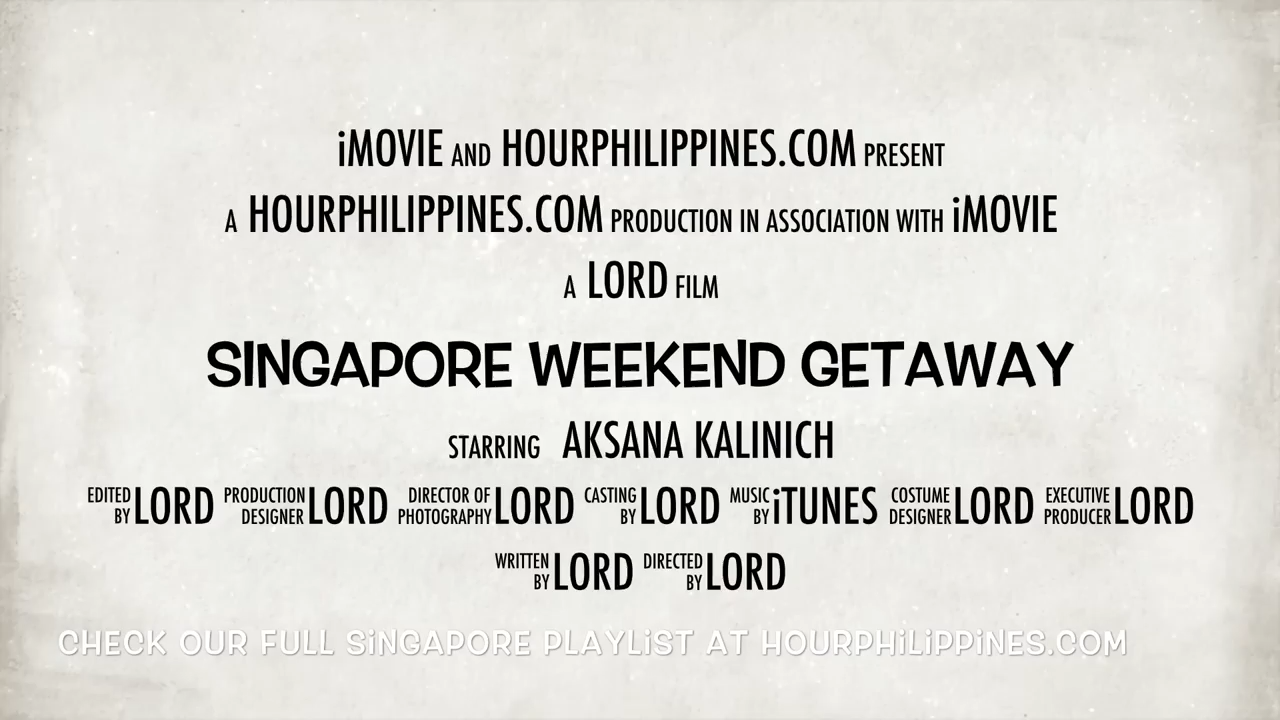 iMOVIE AND HOURPHILIPPINES.COM PRESENT
A HOURPHILIPPINES.COM PRODUCTION IN ASSOCIATION WITH iMOVIE
A LORD FILM
SINGAPORE WEEKEND GETAWAY
STARRING AKSANA KALINICH
EDITED BY LORD PRODUCTION DESIGNER LORD DIRECTOR OF PHOTOGRAPHY LORD CASTING BY LORD MUSIC BY iTUNES COSTUME DESIGNER LORD EXECUTIVE PRODUCER LORD
WRITTEN BY LORD DIRECTED BY LORD
CHECK OUR FULL SiNGAPORE PLAYLiST AT HOURPHiLiPPiNES.COM